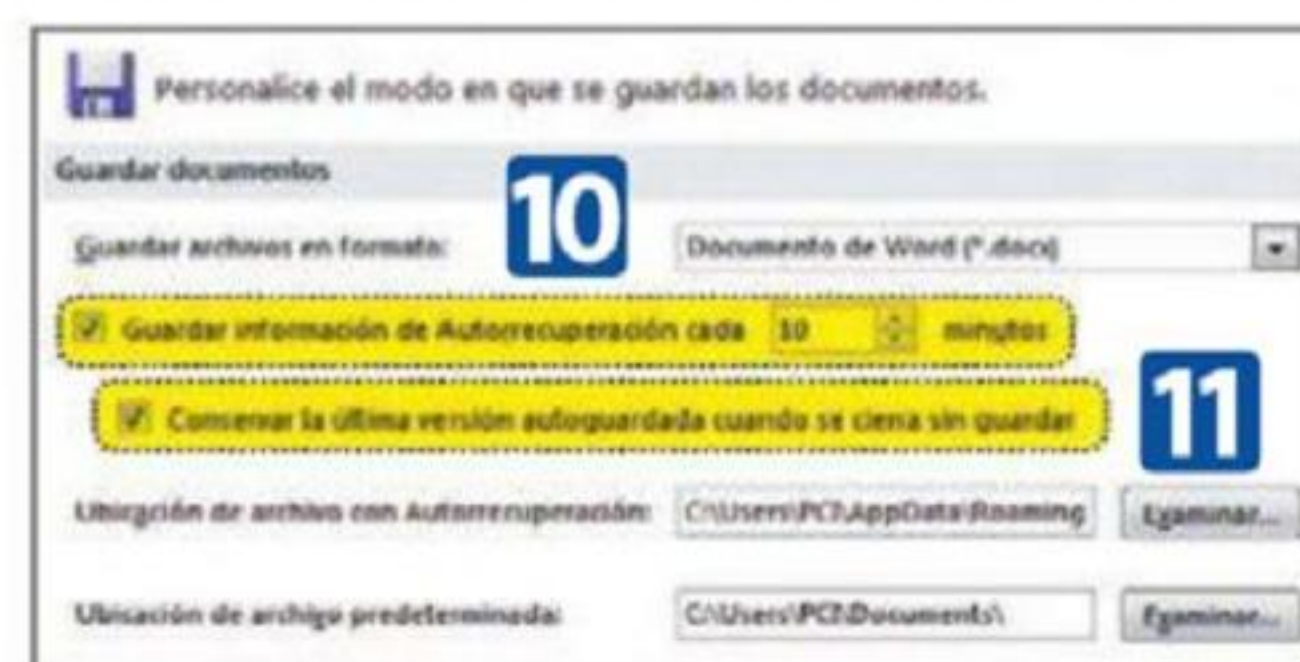 Personalice el modo en que se guardan los documentos.
Guardar documentos
10
Guardar archivos en formato: Documento de Word (*.docx)
Guardar información de Autorrecuperación cada 10 minutos
Conservar la última versión autoguardada cuando se cierra sin guardar
11
Ubicación de archivo con Autorrecuperación: C:\Users\PC1\AppData\Roaming Examinar...
Ubicación de archivo predeterminada: C:\Users\PC1\Documents\ Examinar...